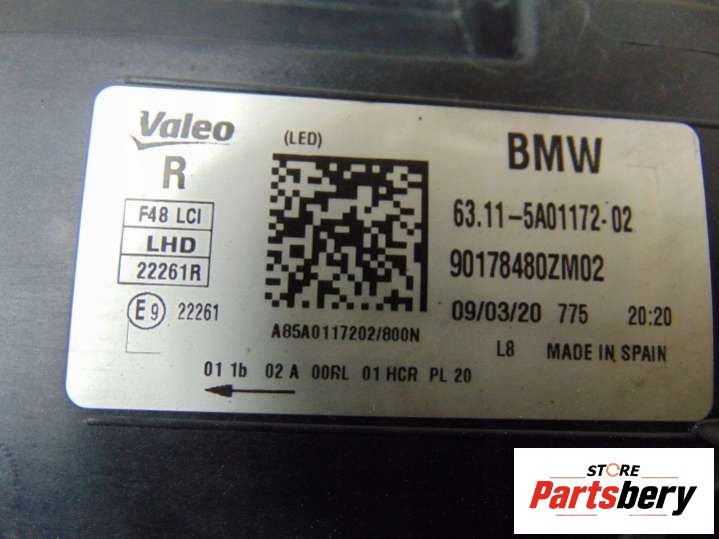 Valeo
(LED)
BMW
R
F48 LCI
LHD
22261R
E9 22261
63.11-5A01172-02
90178480ZM02
09/03/20 775 20:20
A85A0117202/800N
L8 MADE IN SPAIN
01 1b 02 A 00RL 01 HCR PL 20
STORE
Partsbery